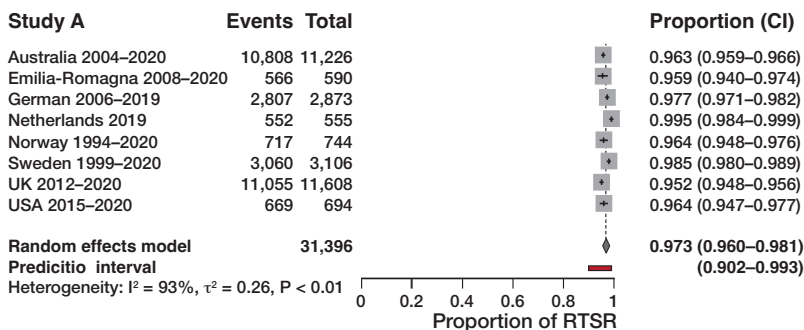 Study A Events Total Proportion (CI)
Australia 2004–2020 10,808 11,226 0.963 (0.959–0.966)
Emilia-Romagna 2008–2020 566 590 0.959 (0.940–0.974)
German 2006–2019 2,807 2,873 0.977 (0.971–0.982)
Netherlands 2019 552 555 0.995 (0.984–0.999)
Norway 1994–2020 717 744 0.964 (0.948–0.976)
Sweden 1999–2020 3,060 3,106 0.985 (0.980–0.989)
UK 2012–2020 11,055 11,608 0.952 (0.948–0.956)
USA 2015–2020 669 694 0.964 (0.947–0.977)
Random effects model 31,396 0.973 (0.960–0.981)
Predicitio interval (0.902–0.993)
Heterogeneity: I² = 93%, τ² = 0.26, P < 0.01
0 0.2 0.4 0.6 0.8 1
Proportion of RTSR